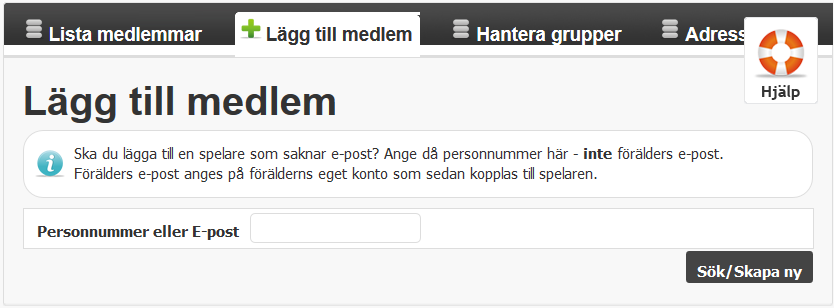 Lista medlemmar
Lägg till medlem
Hantera grupper
Adress
Hjälp
Lägg till medlem
Ska du lägga till en spelare som saknar e-post? Ange då personnummer här - inte förälders e-post.
Förälders e-post anges på förälderns eget konto som sedan kopplas till spelaren.
Personnummer eller E-post
Sök/Skapa ny